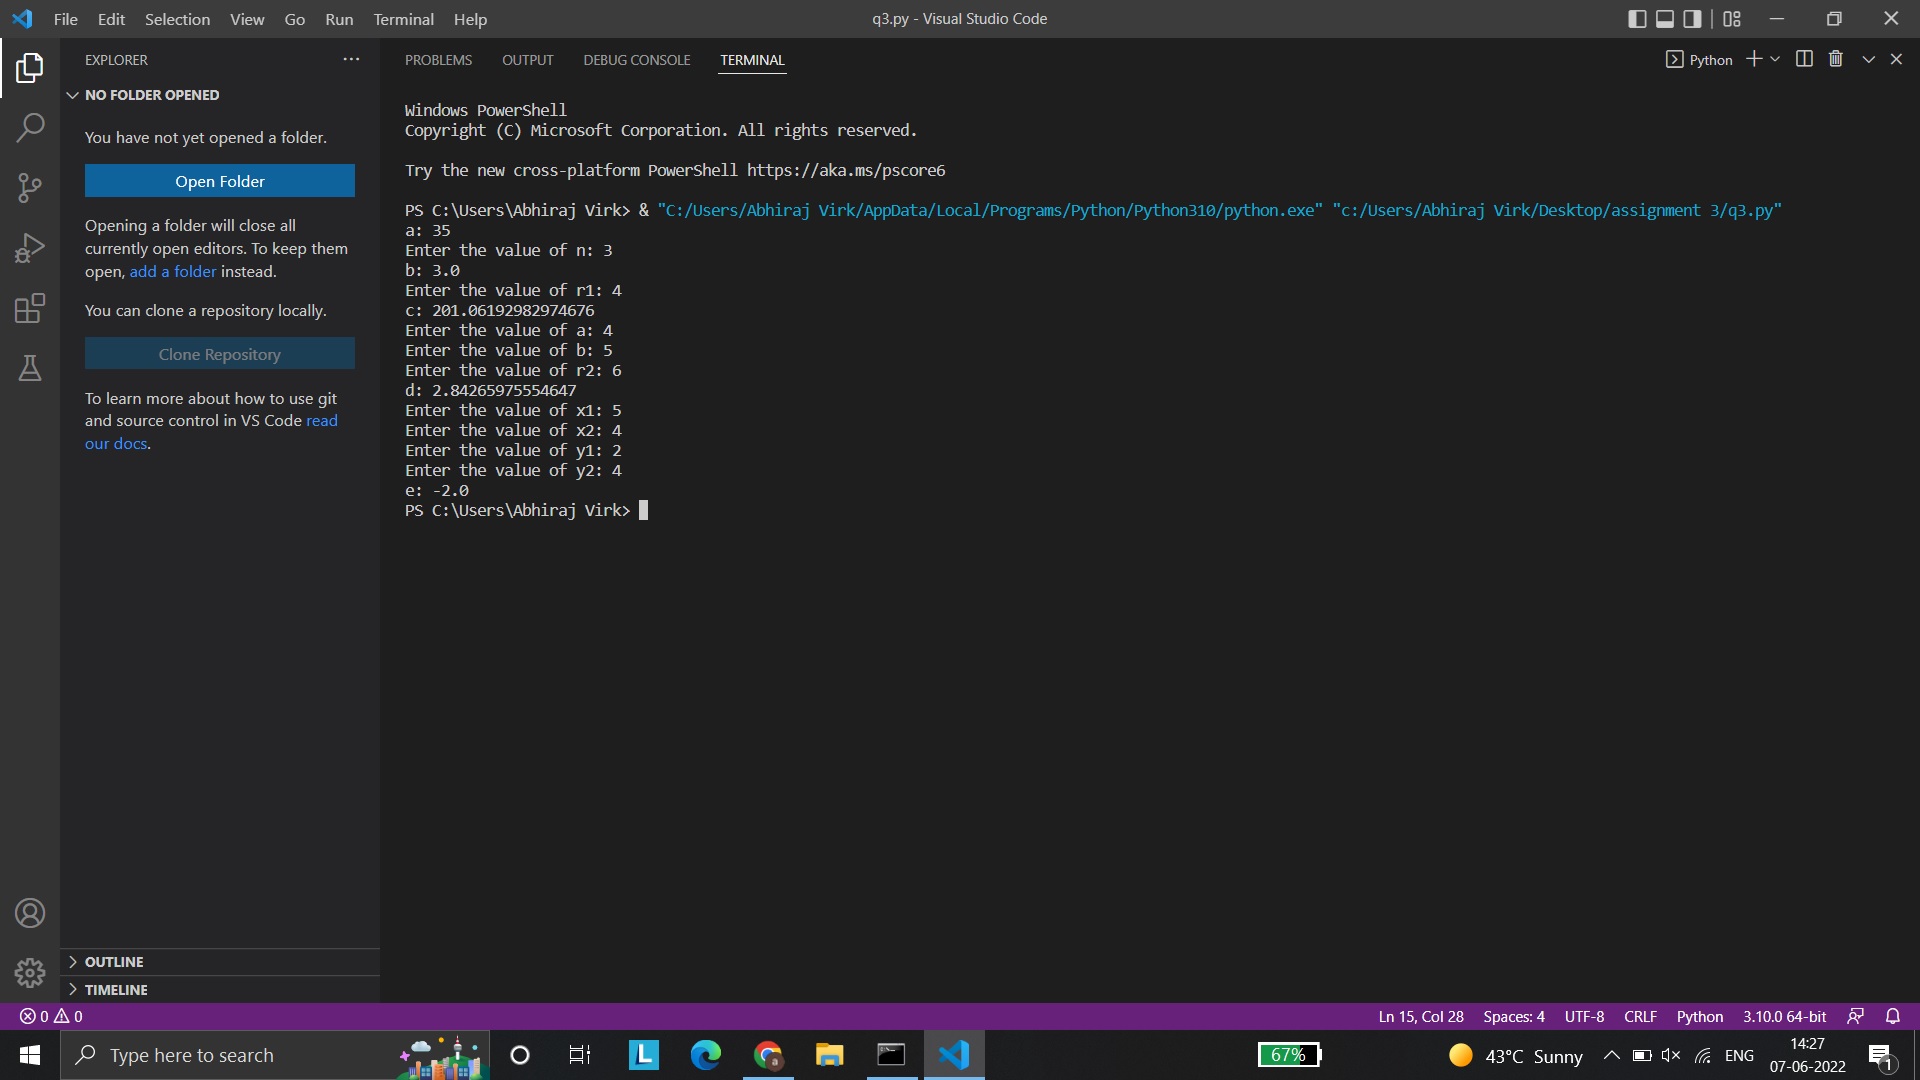 File Edit Selection View Go Run Terminal Help
q3.py - Visual Studio Code
EXPLORER
NO FOLDER OPENED
You have not yet opened a folder.
Open Folder
Opening a folder will close all
currently open editors. To keep them
open, add a folder instead.
You can clone a repository locally.
Clone Repository
To learn more about how to use git
and source control in VS Code read
our docs.
OUTLINE
TIMELINE
PROBLEMS OUTPUT DEBUG CONSOLE TERMINAL
Python
Windows PowerShell
Copyright (C) Microsoft Corporation. All rights reserved.
Try the new cross-platform PowerShell https://aka.ms/pscore6
PS C:\Users\Abhiraj Virk> & "C:/Users/Abhiraj Virk/AppData/Local/Programs/Python/Python310/python.exe" "c:/Users/Abhiraj Virk/Desktop/assignment 3/q3.py"
a: 35
Enter the value of n: 3
b: 3.0
Enter the value of r1: 4
c: 201.06192982974676
Enter the value of a: 4
Enter the value of b: 5
Enter the value of r2: 6
d: 2.84265975554647
Enter the value of x1: 5
Enter the value of x2: 4
Enter the value of y1: 2
Enter the value of y2: 4
e: -2.0
PS C:\Users\Abhiraj Virk>
0 0
Ln 15, Col 28 Spaces: 4 UTF-8 CRLF Python 3.10.0 64-bit
Type here to search
L
a
67%
43°C Sunny
ENG
14:27
07-06-2022
1